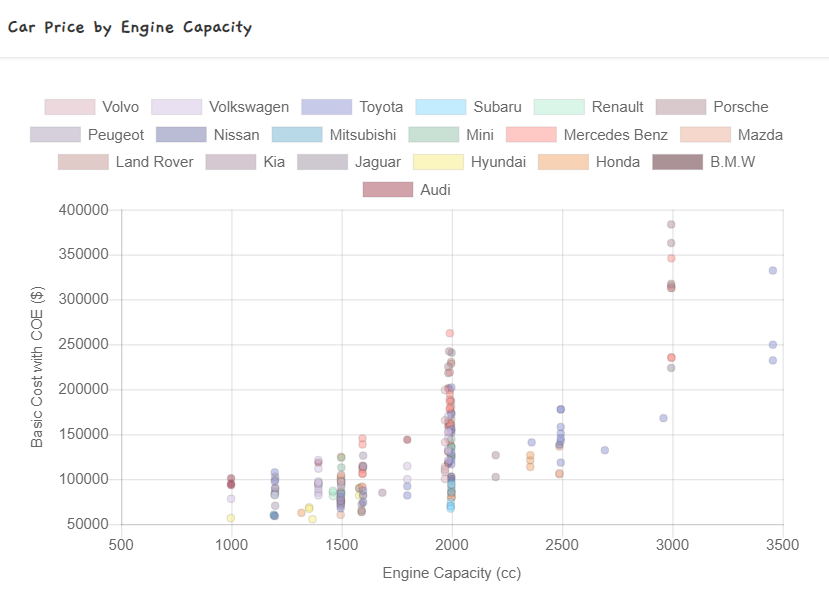 Car Price by Engine Capacity
Volvo Volkswagen Toyota Subaru Renault Porsche
Peugeot Nissan Mitsubishi Mini Mercedes Benz Mazda
Land Rover Kia Jaguar Hyundai Honda B.M.W
Audi
400000
350000
300000
250000
200000
150000
100000
50000
Basic Cost with COE ($)
500 1000 1500 2000 2500 3000 3500
Engine Capacity (cc)